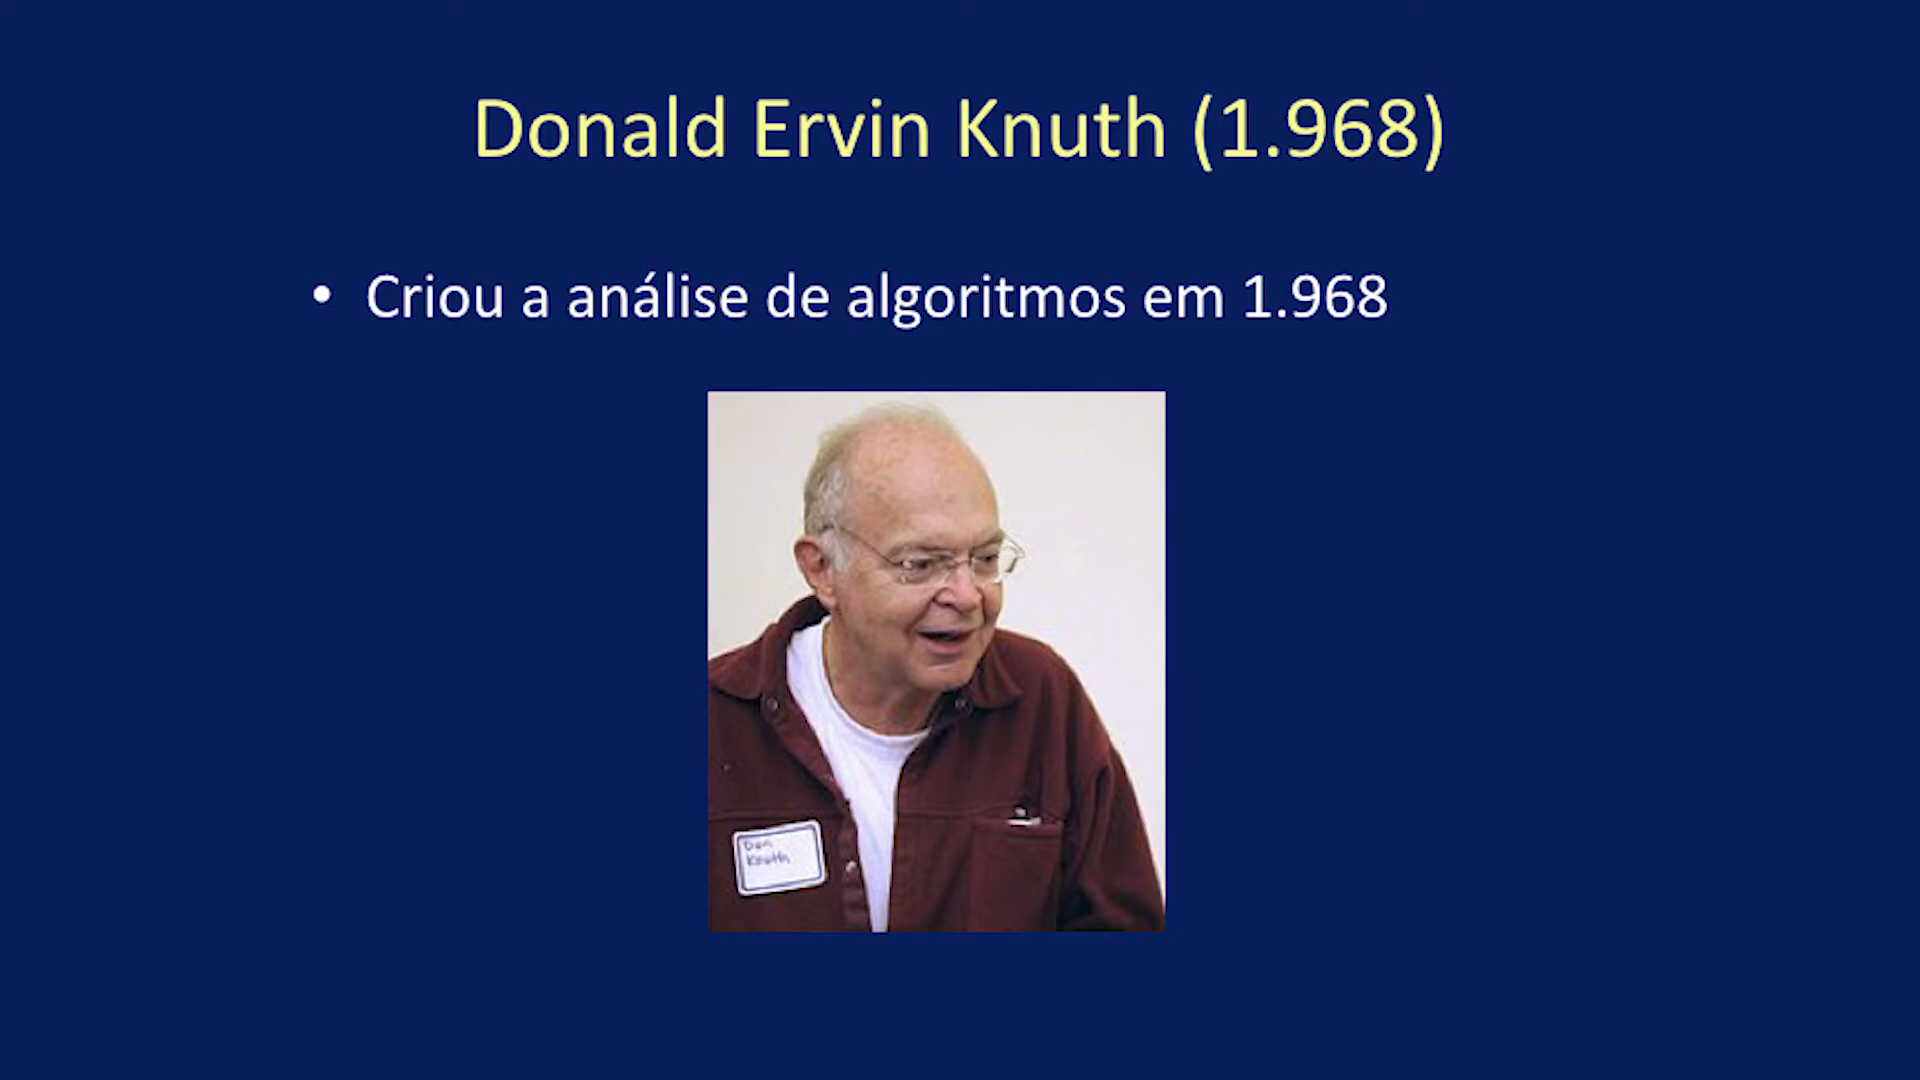 Donald Ervin Knuth (1.968)
• Criou a análise de algoritmos em 1.968
Don
Knuth